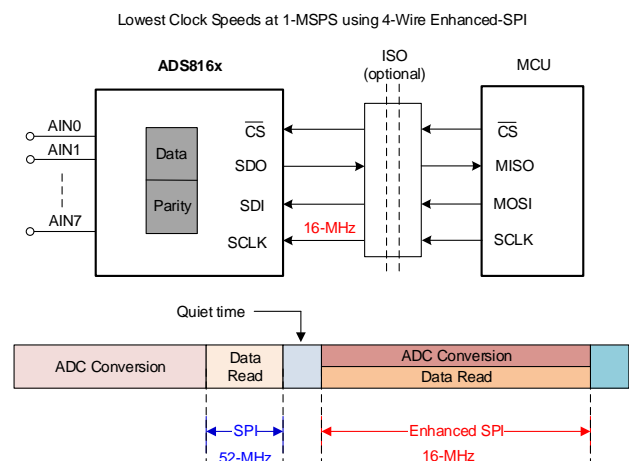 Lowest Clock Speeds at 1-MSPS using 4-Wire Enhanced-SPI
ADS816x
ISO
(optional)
MCU
AIN0
AIN1
AIN7
Data
Parity
CS
SDO
SDI
SCLK
16-MHz
CS
MISO
MOSI
SCLK
Quiet time
ADC Conversion
Data
Read
ADC Conversion
Data Read
SPI
52-MHz
Enhanced SPI
16-MHz